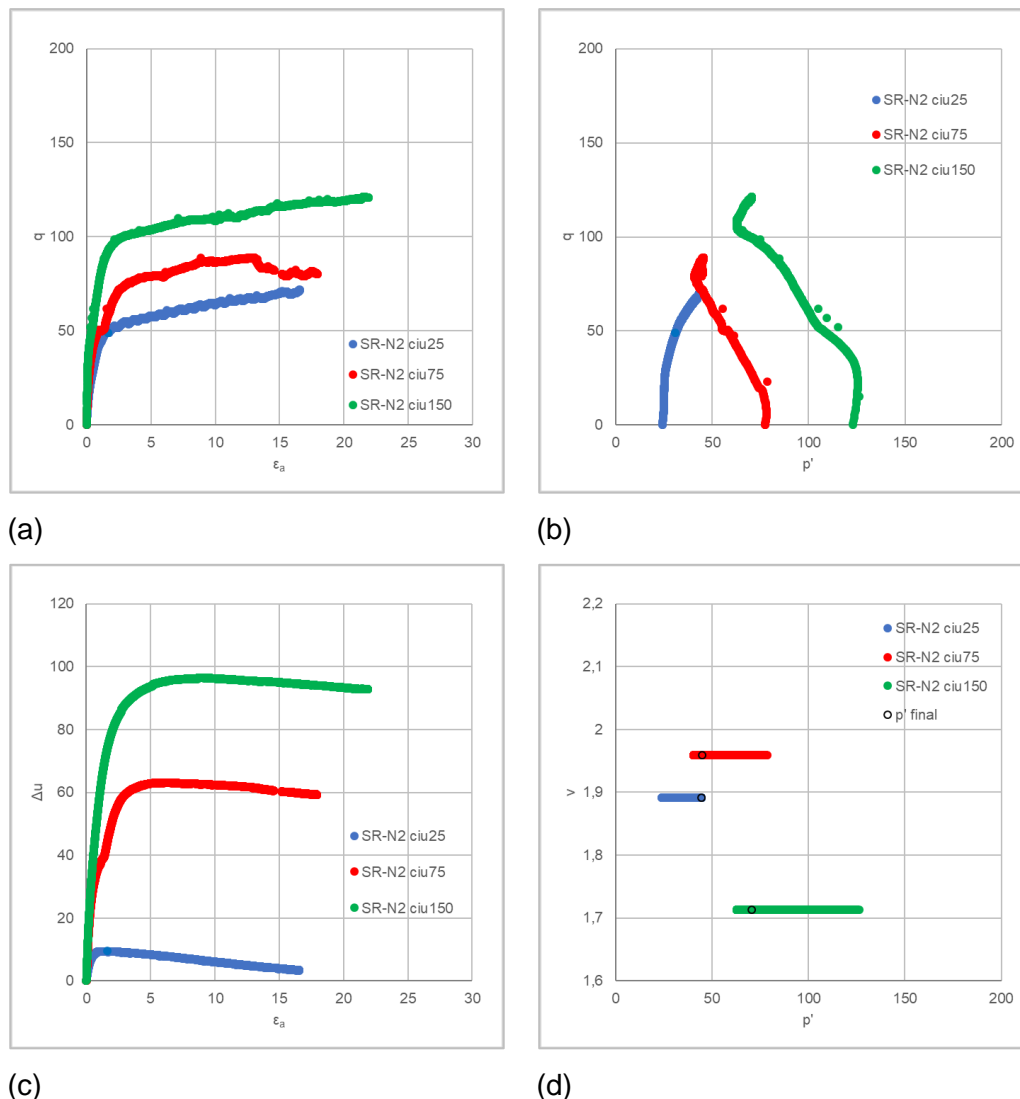 200
150
100
50
0
q
0 5 10 15 20 25 30
εa
SR-N2 ciu25
SR-N2 ciu75
SR-N2 ciu150
(a)
200
150
100
50
0
q
0 50 100 150 200
p'
SR-N2 ciu25
SR-N2 ciu75
SR-N2 ciu150
(b)
120
100
80
60
40
20
0
Δu
0 5 10 15 20 25 30
εa
SR-N2 ciu25
SR-N2 ciu75
SR-N2 ciu150
(c)
2,2
2,1
2
1,9
1,8
1,7
1,6
v
0 50 100 150 200
p'
SR-N2 ciu25
SR-N2 ciu75
SR-N2 ciu150
p' final
(d)